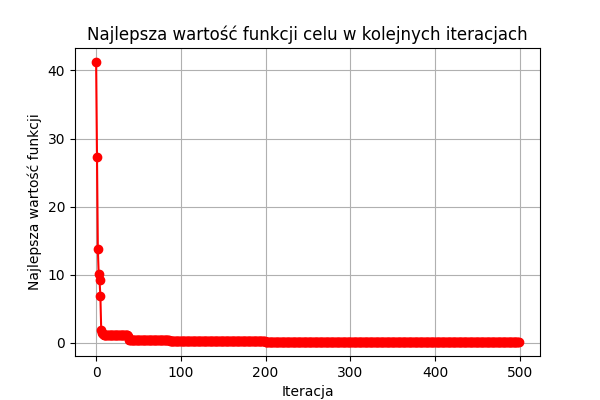 Najlepsza wartość funkcji celu w kolejnych iteracjach
Najlepsza wartość funkcji
40
30
20
10
0
0 100 200 300 400 500
Iteracja